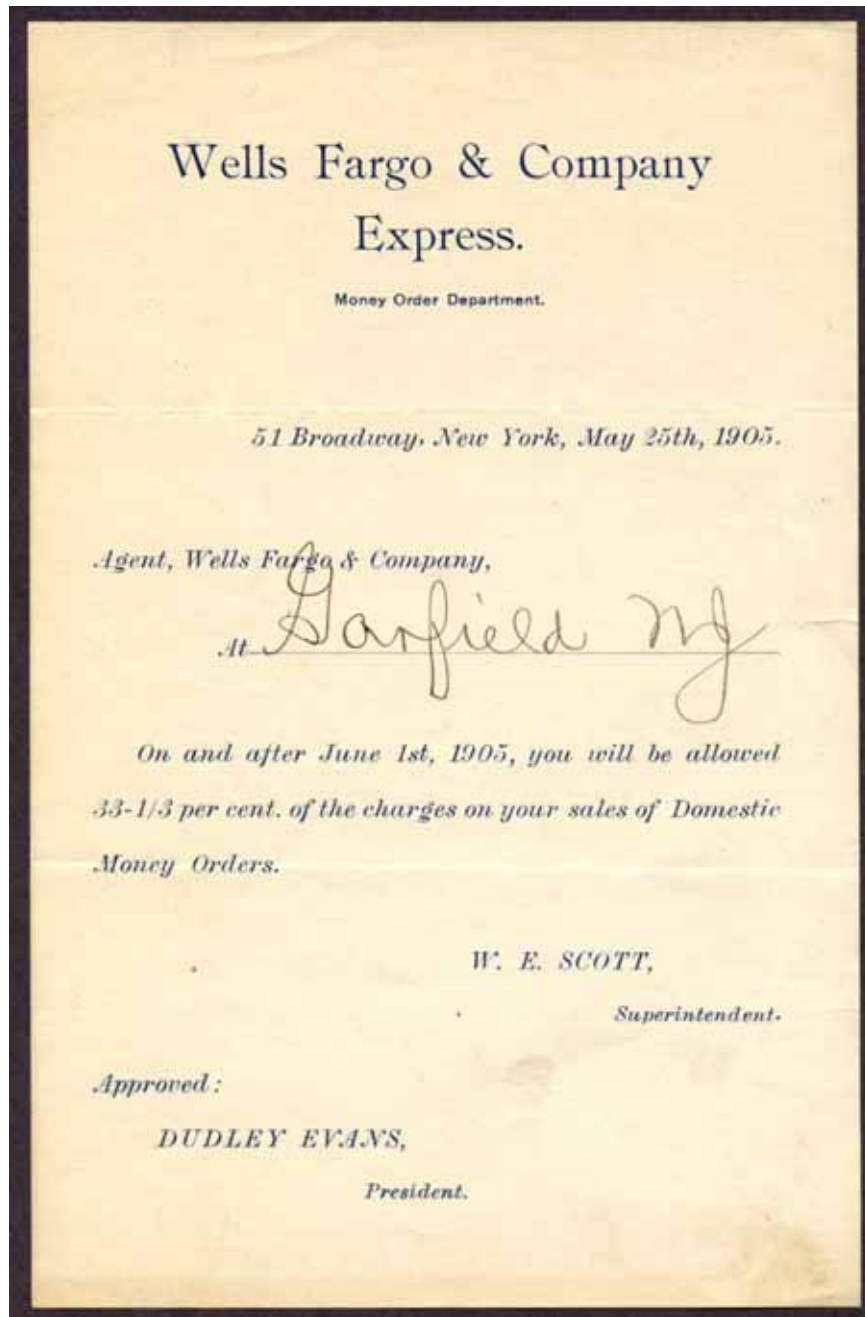 Wells Fargo & Company
Express.
Money Order Department.
51 Broadway, New York, May 25th, 1905.
Agent, Wells Fargo & Company,
At Garfield NJ
On and after June 1st, 1905, you will be allowed
33-1/3 per cent. of the charges on your sales of Domestic
Money Orders.
W. E. SCOTT,
Superintendent.
Approved:
DUDLEY EVANS,
President.